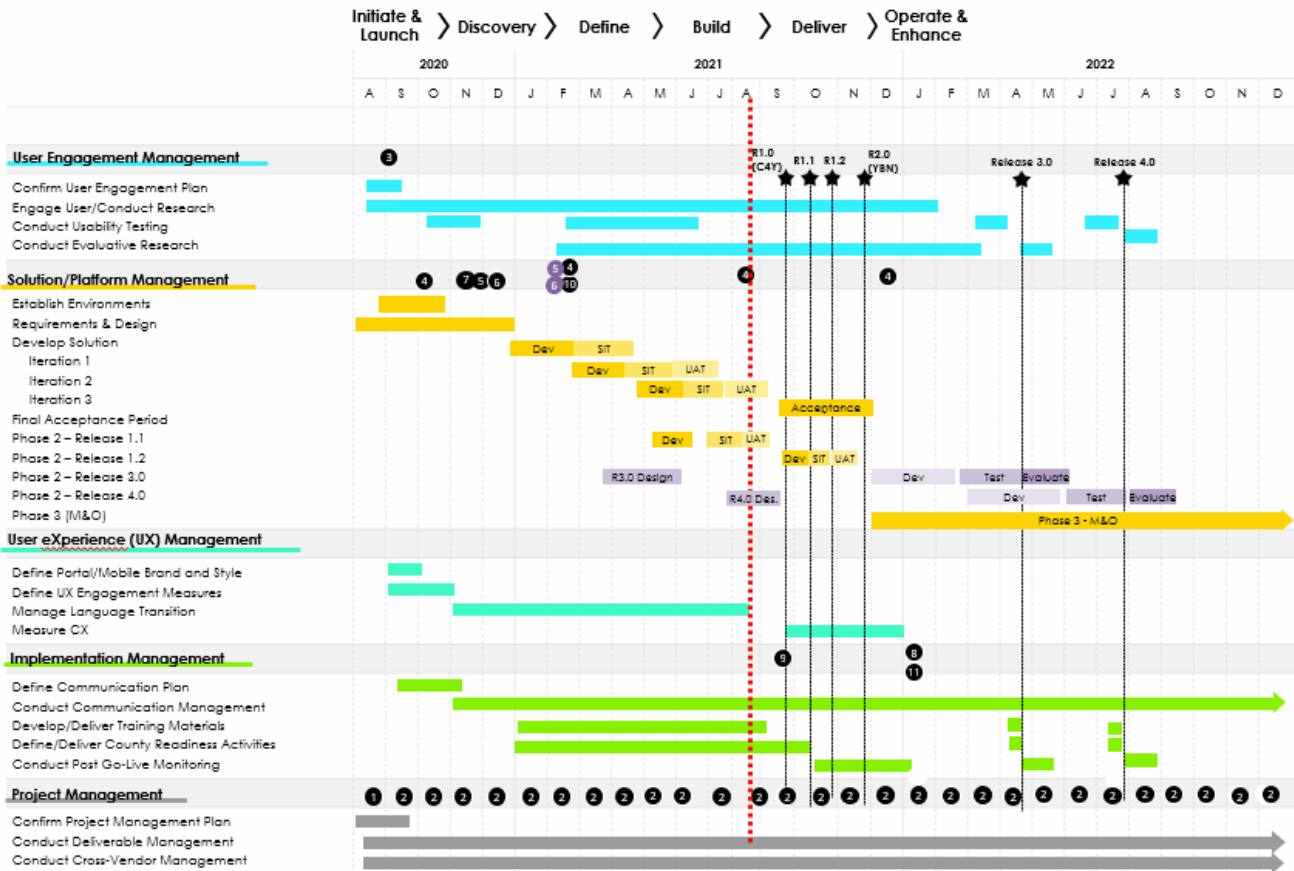 Initiate & Launch
Discovery
Define
Build
Deliver
Operate & Enhance
2020 2021 2022
A S O N D J F M A M J J A S O N D J F M A M J J A S O N D
User Engagement Management 3
R1.0 (C4Y) R1.1 R1.2 R2.0 (YBN) Release 3.0 Release 4.0
Confirm User Engagement Plan
Engage User/Conduct Research
Conduct Usability Testing
Conduct Evaluative Research
Solution/Platform Management 4 7 5 6 5 4 6 10 4 4
Establish Environments
Requirements & Design
Develop Solution Dev SIT
Iteration 1 Dev SIT UAT
Iteration 2 Dev SIT UAT
Iteration 3 Acceptance
Final Acceptance Period
Phase 2 – Release 1.1 Dev SIT UAT
Phase 2 – Release 1.2 Dev SIT UAT
Phase 2 – Release 3.0 R3.0 Design Dev Test Evaluate
Phase 2 – Release 4.0 R4.0 Des. Dev Test Evaluate
Phase 3 (M&O) Phase 3 - M&O
User eXperience (UX) Management
Define Portal/Mobile Brand and Style
Define UX Engagement Measures
Manage Language Transition
Measure CX
Implementation Management 9 8 11
Define Communication Plan
Conduct Communication Management
Develop/Deliver Training Materials
Define/Deliver County Readiness Activities
Conduct Post Go-Live Monitoring
Project Management 1 2 2 2 2 2 2 2 2 2 2 2 2 2 2 2 2 2 2 2 2 2 2 2 2 2 2 2 2
Confirm Project Management Plan
Conduct Deliverable Management
Conduct Cross-Vendor Management